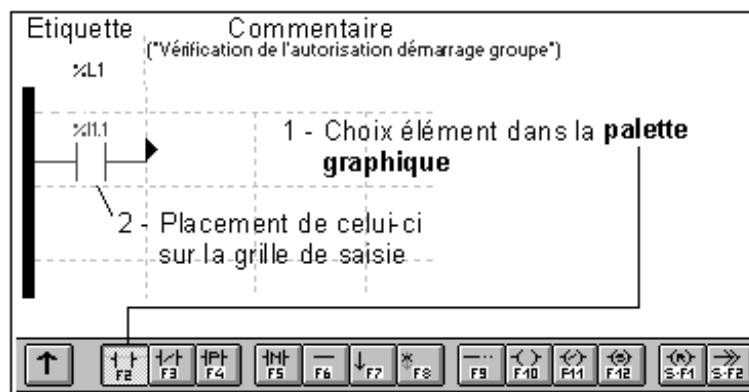 Etiquette Commentaire
("Vérification de l'autorisation démarrage groupe")
%L1
%I1.1
1 - Choix élément dans la palette
graphique
2 - Placement de celui-ci
sur la grille de saisie
F2 F3 P F4 N F5 F6 F7 F8 F9 F10 F11 S F12 R S-F1 S-F2